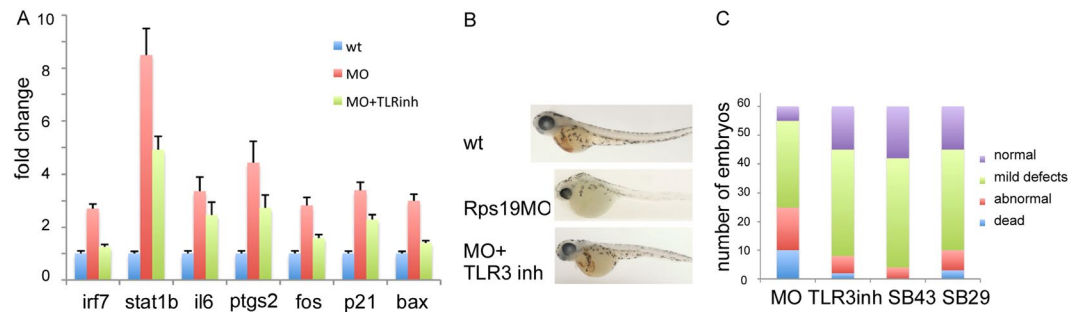 A
10
8
6
4
2
0
fold change
wt
MO
MO+TLRinh
irf7 stat1b il6 ptgs2 fos p21 bax
B
wt
Rps19MO
MO+
TLR3 inh
C
60
50
40
30
20
10
0
number of embryos
normal
mild defects
abnormal
dead
MO TLR3inh SB43 SB29